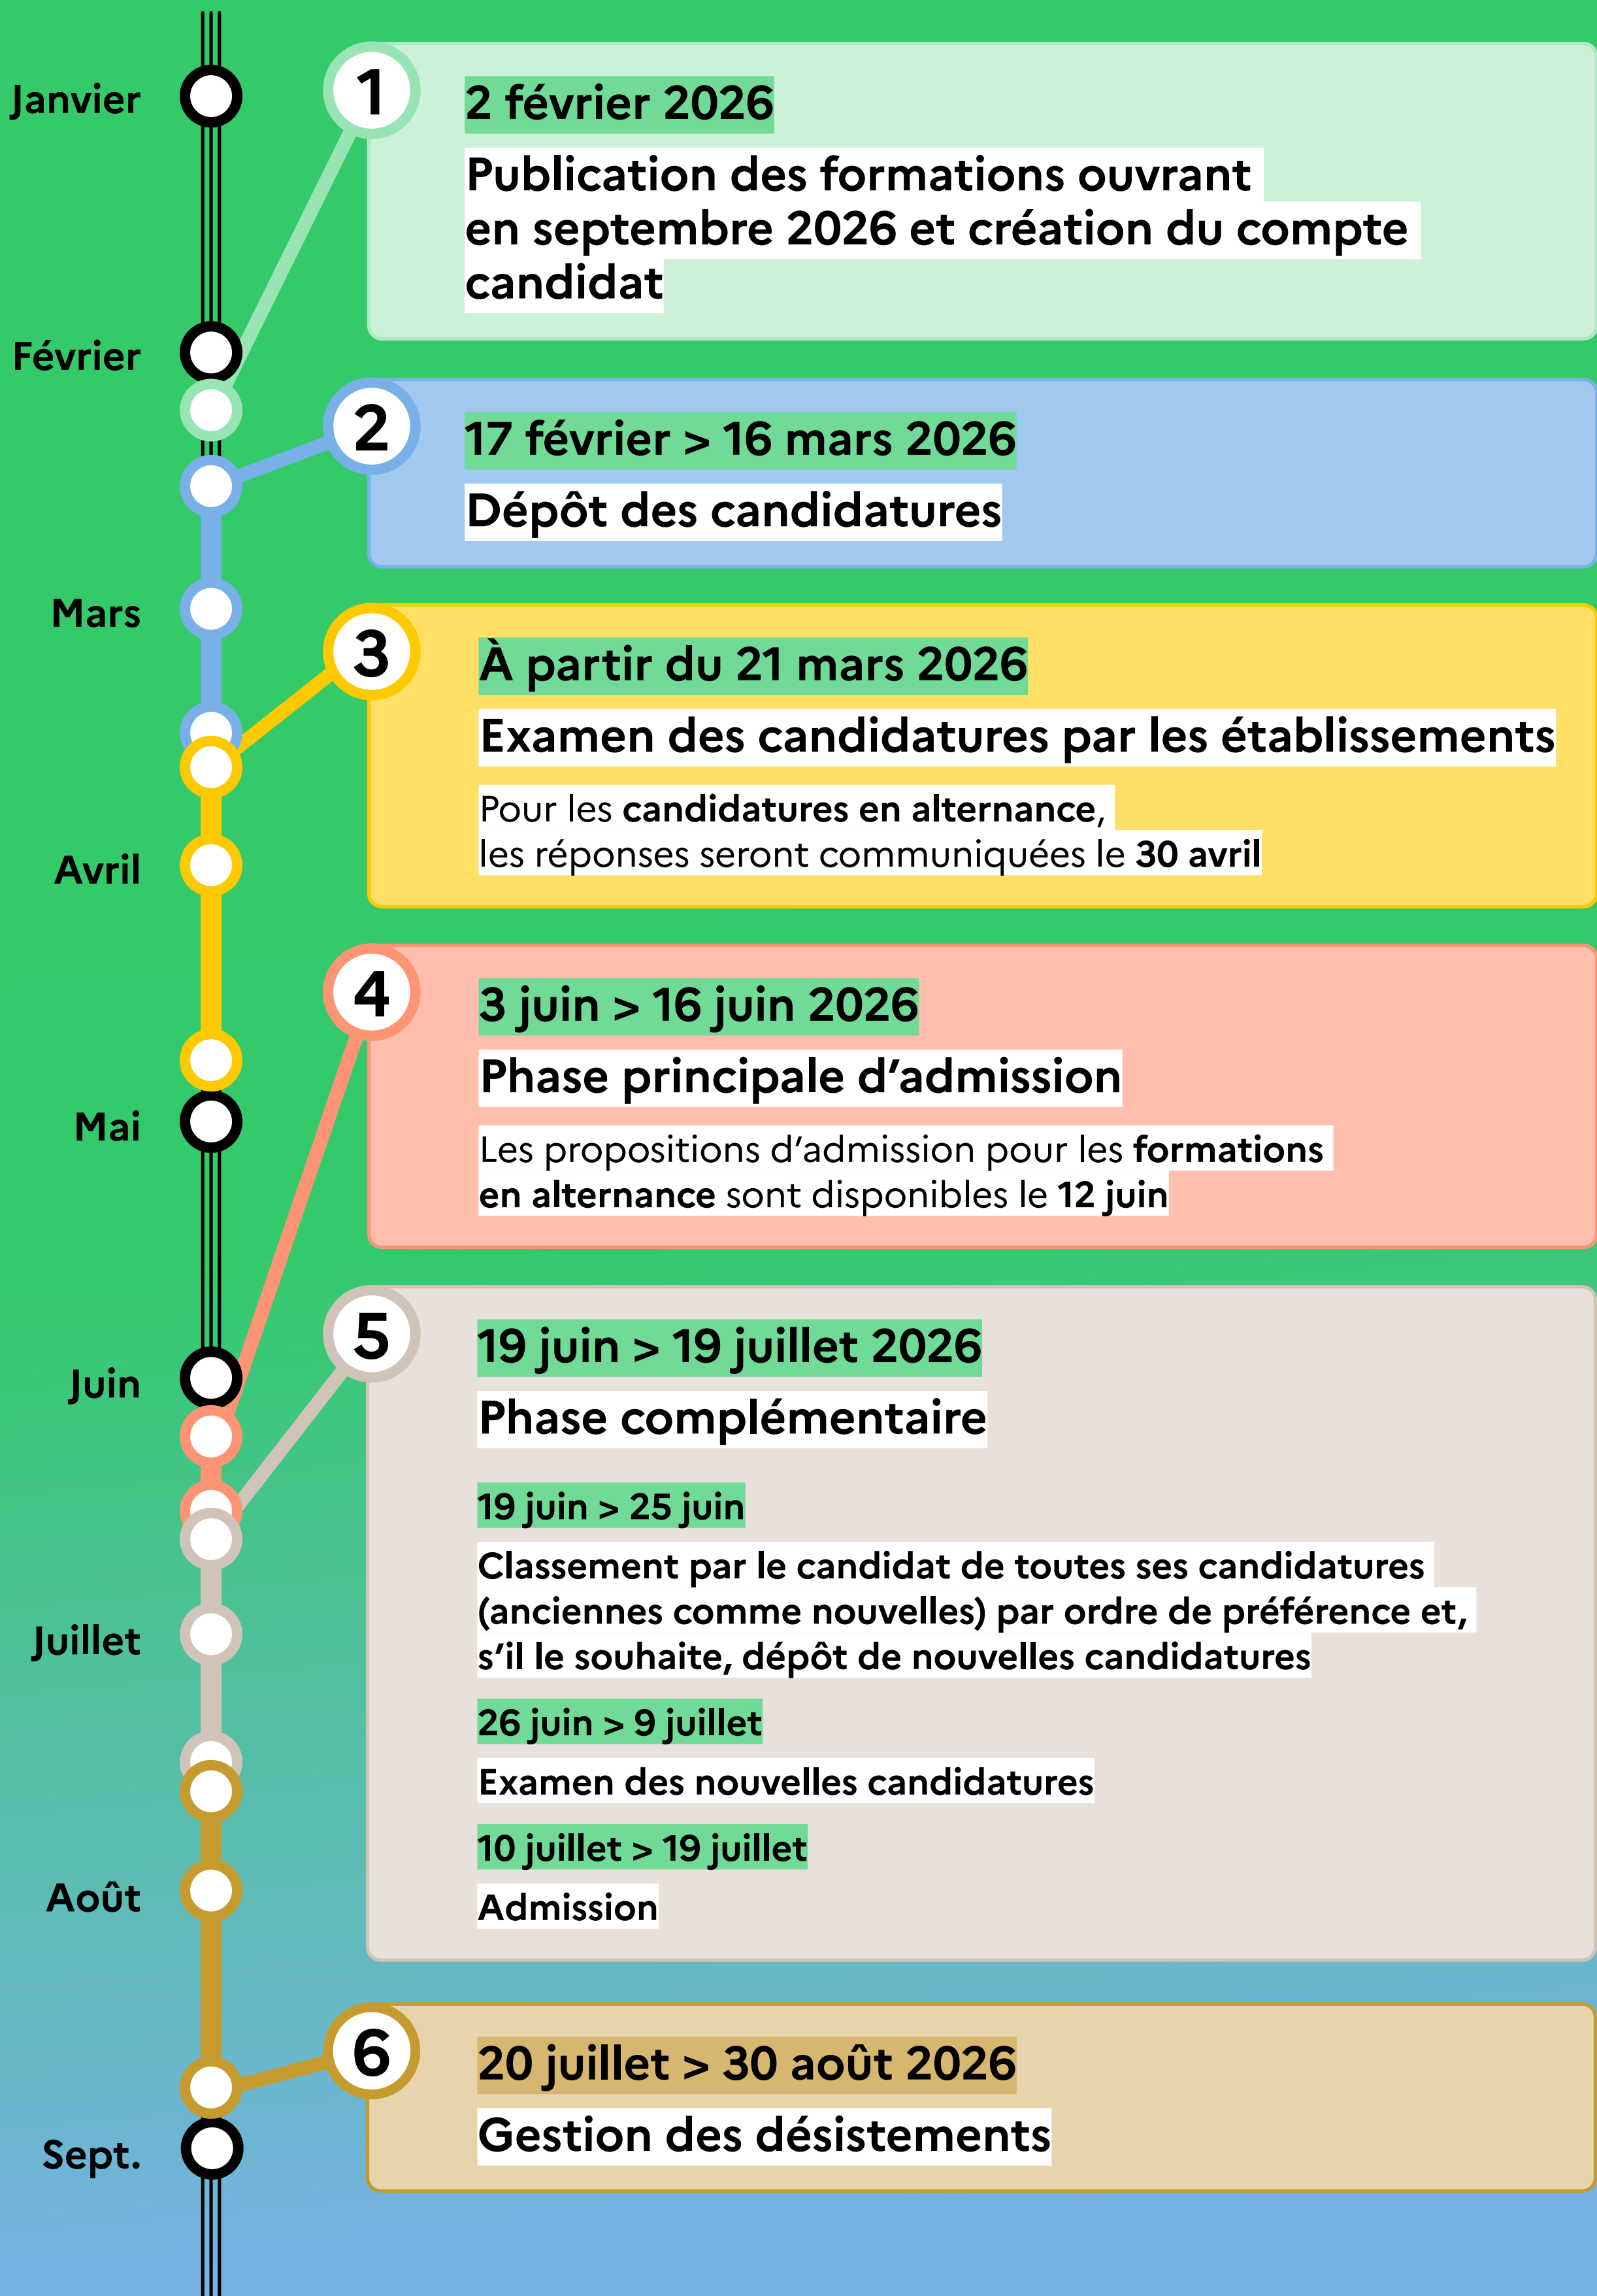 Janvier
1
2 février 2026
Publication des formations ouvrant
en septembre 2026 et création du compte
candidat
Février
2
17 février > 16 mars 2026
Dépôt des candidatures
Mars
3
À partir du 21 mars 2026
Examen des candidatures par les établissements
Pour les candidatures en alternance,
les réponses seront communiquées le 30 avril
Avril
4
3 juin > 16 juin 2026
Phase principale d’admission
Les propositions d’admission pour les formations
en alternance sont disponibles le 12 juin
Mai
Juin
5
19 juin > 19 juillet 2026
Phase complémentaire
19 juin > 25 juin
Classement par le candidat de toutes ses candidatures
(anciennes comme nouvelles) par ordre de préférence et,
s’il le souhaite, dépôt de nouvelles candidatures
Juillet
26 juin > 9 juillet
Examen des nouvelles candidatures
10 juillet > 19 juillet
Admission
Août
6
20 juillet > 30 août 2026
Gestion des désistements
Sept.